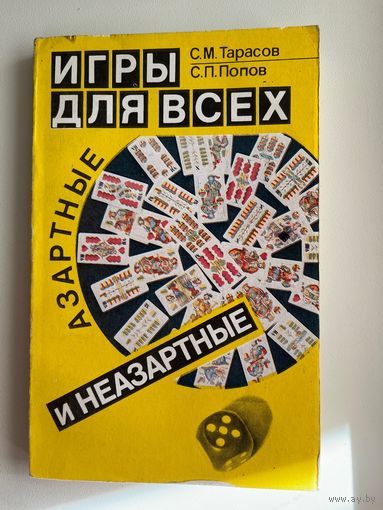 ИГРЫ
ДЛЯ ВСЕХ
С.М.Тарасов
С.П.Попов
АЗАРТНЫЕ
И НЕАЗАРТНЫЕ
www.ay.by